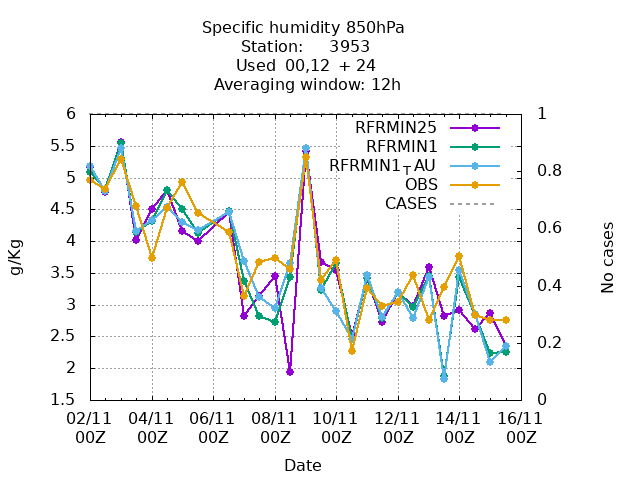 Specific humidity 850hPa
Station: 3953
Used 00,12 + 24
Averaging window: 12h
6
5.5
5
4.5
4
3.5
3
2.5
2
1.5
g/Kg
1
0.8
0.6
0.4
0.2
0
No cases
RFRMIN25
RFRMIN1
RFRMIN1TAU
OBS
CASES
02/11 04/11 06/11 08/11 10/11 12/11 14/11 16/11
00Z 00Z 00Z 00Z 00Z 00Z 00Z 00Z
Date